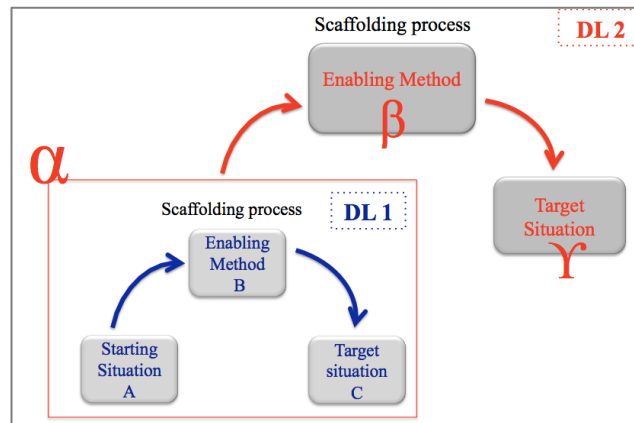 Scaffolding process
DL 2
Enabling Method
β
α
Scaffolding process
DL 1
Enabling
Method
B
Target
Situation
ϒ
Starting
Situation
A
Target
situation
C